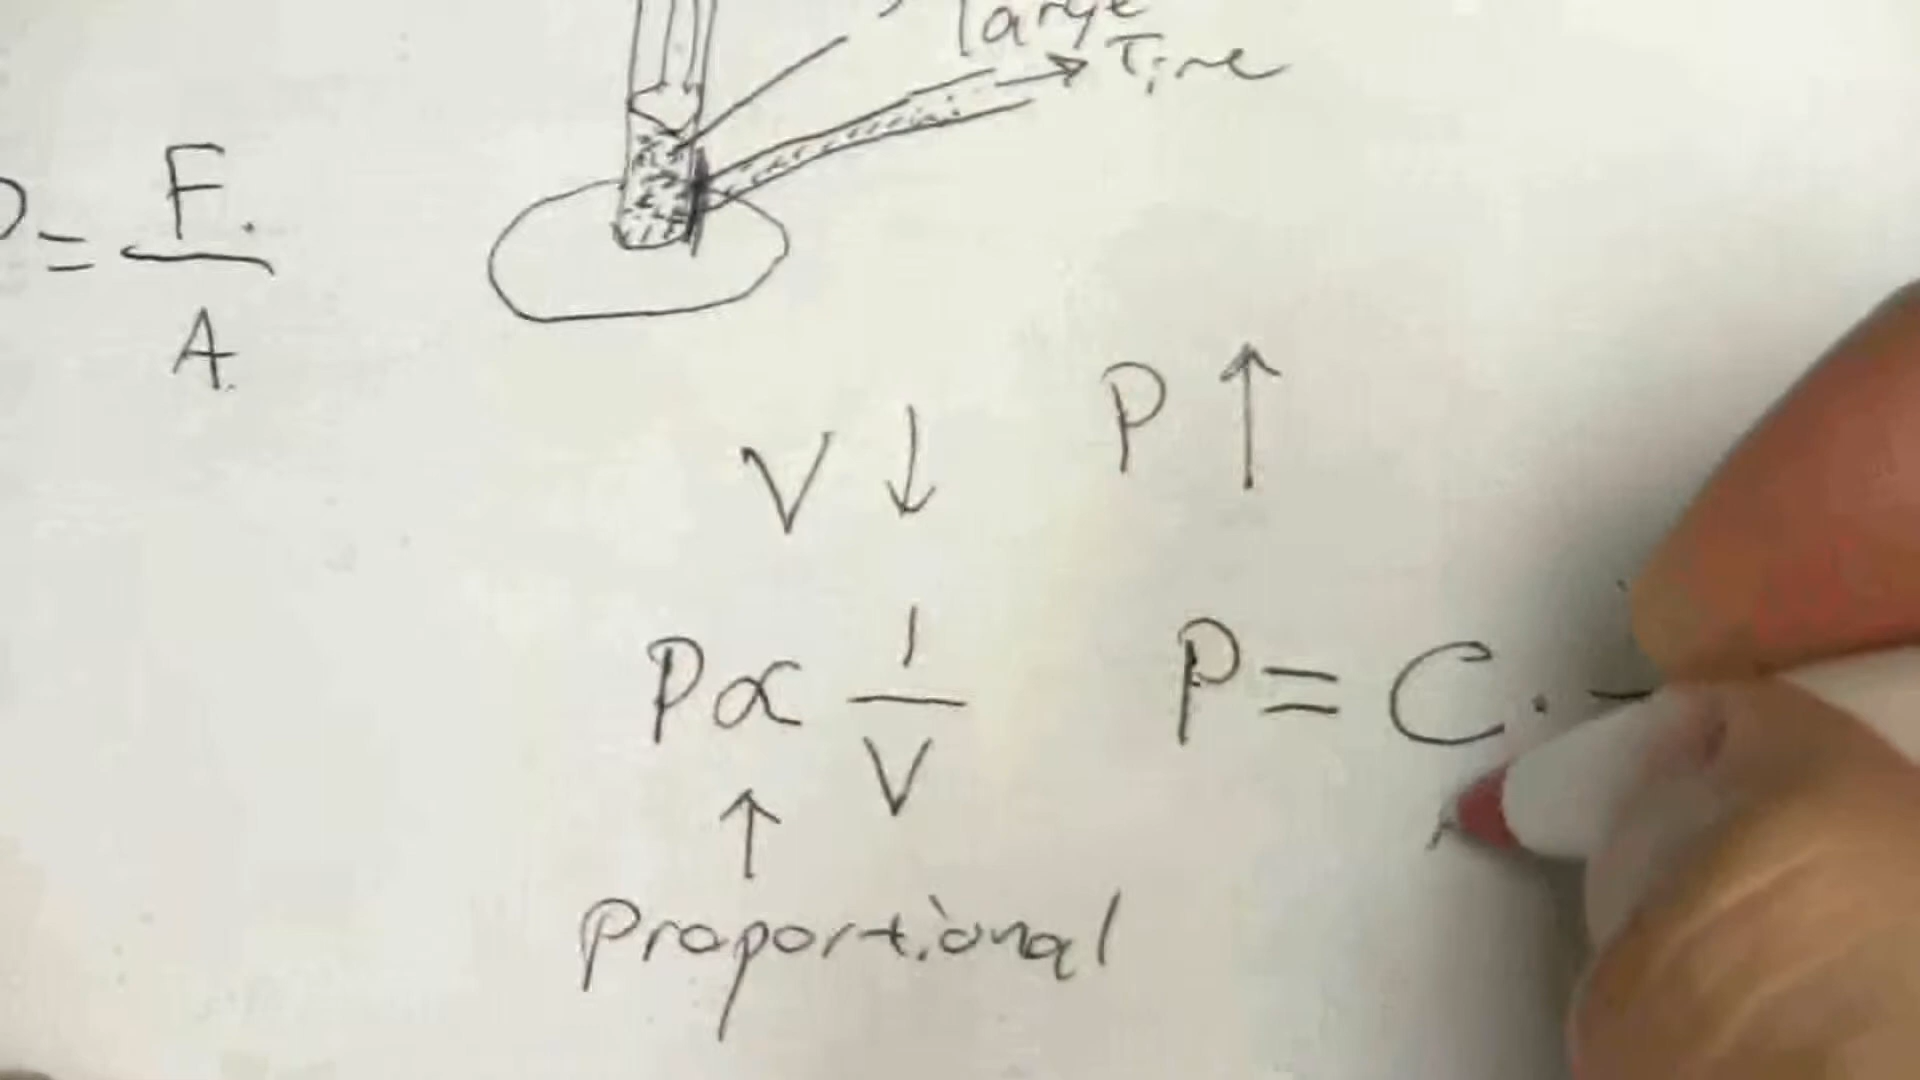 large
Tire
P = F / A
V ↓ P ↑
P ∝ 1 / V
P = C ·
↑
Proportional